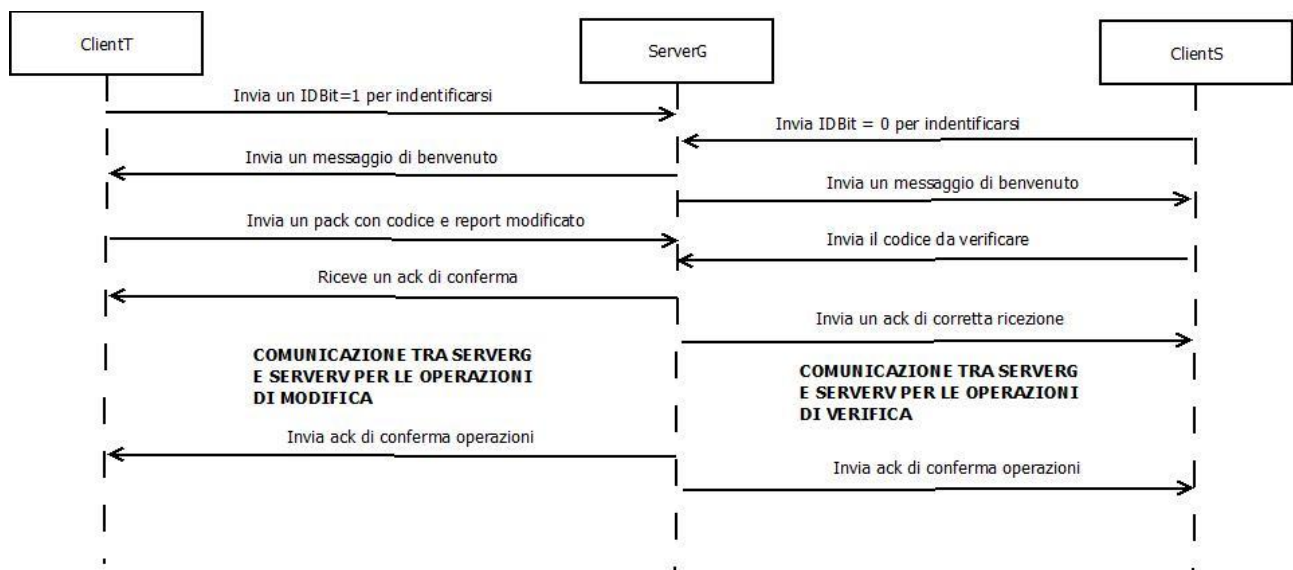 ClientT
ServerG
ClientS
Invia un IDBit=1 per indentificarsi
Invia IDBit = 0 per indentificarsi
Invia un messaggio di benvenuto
Invia un messaggio di benvenuto
Invia un pack con codice e report modificato
Invia il codice da verificare
Riceve un ack di conferma
Invia un ack di corretta ricezione
COMUNICAZIONE TRA SERVERG
E SERVERV PER LE OPERAZIONI
DI MODIFICA
COMUNICAZIONE TRA SERVERG
E SERVERV PER LE OPERAZIONI
DI VERIFICA
Invia ack di conferma operazioni
Invia ack di conferma operazioni